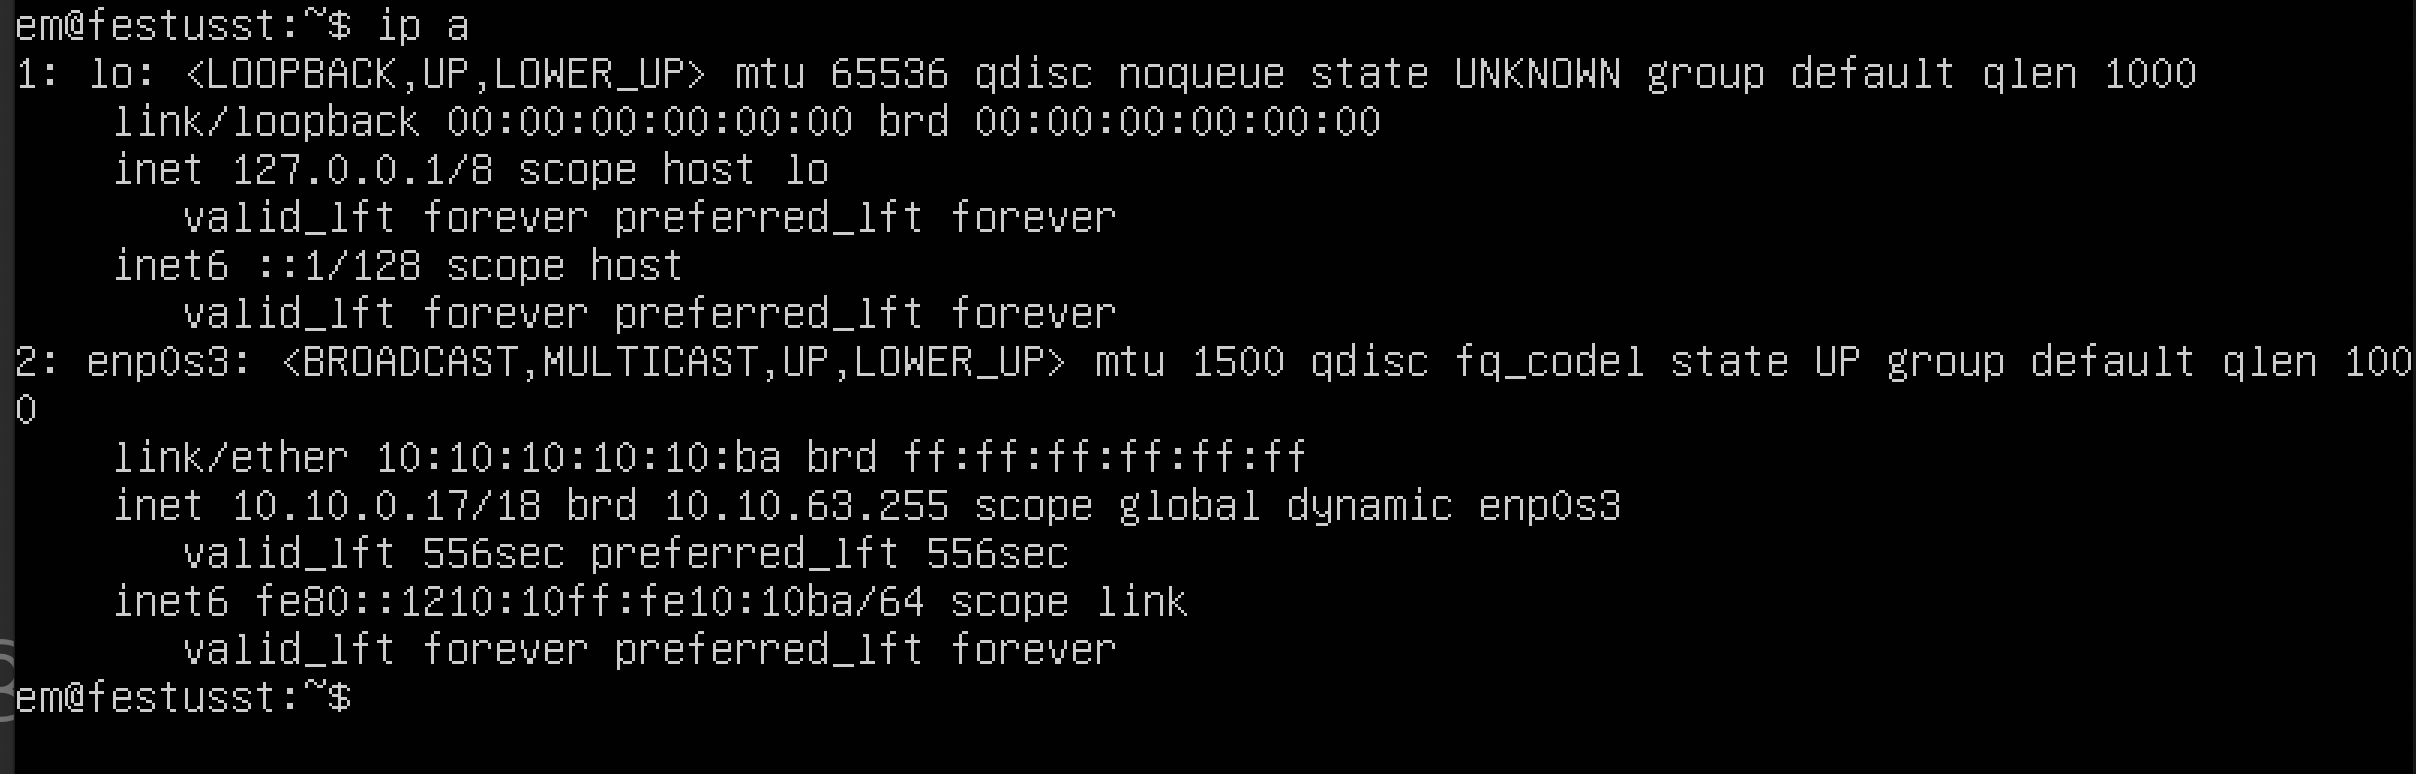 em@festusst:~$ ip a
1: lo: <LOOPBACK,UP,LOWER_UP> mtu 65536 qdisc noqueue state UNKNOWN group default qlen 1000
    link/loopback 00:00:00:00:00:00 brd 00:00:00:00:00:00
    inet 127.0.0.1/8 scope host lo
       valid_lft forever preferred_lft forever
    inet6 ::1/128 scope host
       valid_lft forever preferred_lft forever
2: enp0s3: <BROADCAST,MULTICAST,UP,LOWER_UP> mtu 1500 qdisc fq_codel state UP group default qlen 100
0
    link/ether 10:10:10:10:10:ba brd ff:ff:ff:ff:ff:ff
    inet 10.10.0.17/18 brd 10.10.63.255 scope global dynamic enp0s3
       valid_lft 556sec preferred_lft 556sec
    inet6 fe80::1210:10ff:fe10:10ba/64 scope link
       valid_lft forever preferred_lft forever
em@festusst:~$